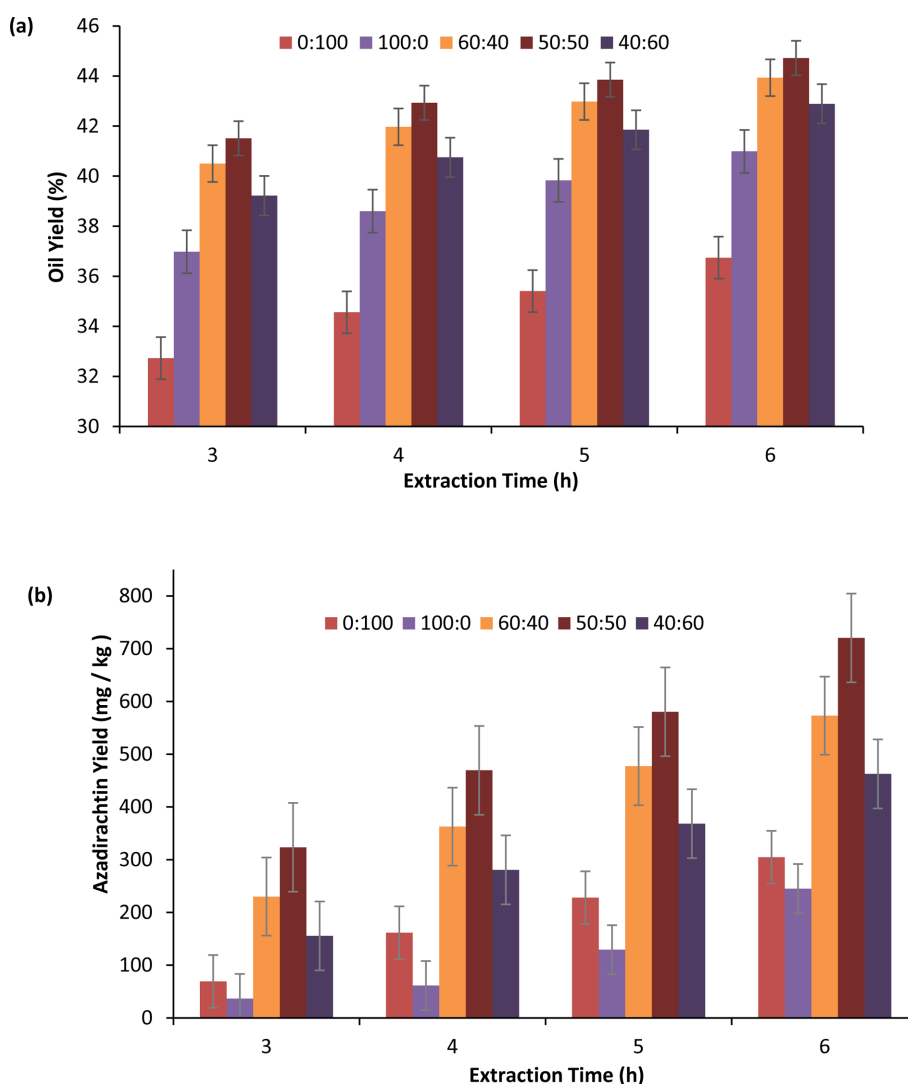 (a)
0:100 100:0 60:40 50:50 40:60
Oil Yield (%)
46
44
42
40
38
36
34
32
30
3 4 5 6
Extraction Time (h)
(b)
0:100 100:0 60:40 50:50 40:60
Azadirachtin Yield (mg / kg )
800
700
600
500
400
300
200
100
0
3 4 5 6
Extraction Time (h)